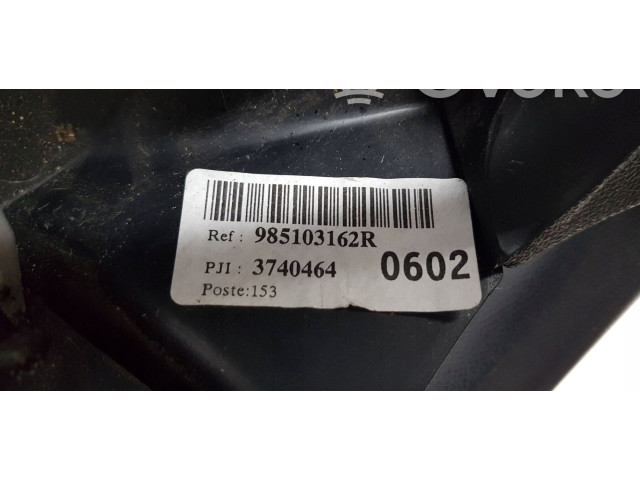 Ref : 985103162R
PJI : 3740464 0602
Poste:153